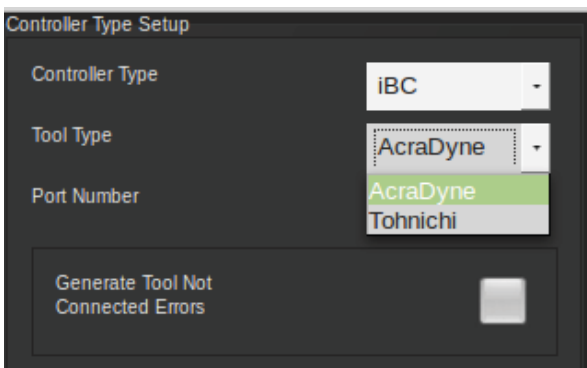 Controller Type Setup
Controller Type
iBC
Tool Type
AcraDyne
Port Number
AcraDyne
Tohnichi
Generate Tool Not
Connected Errors